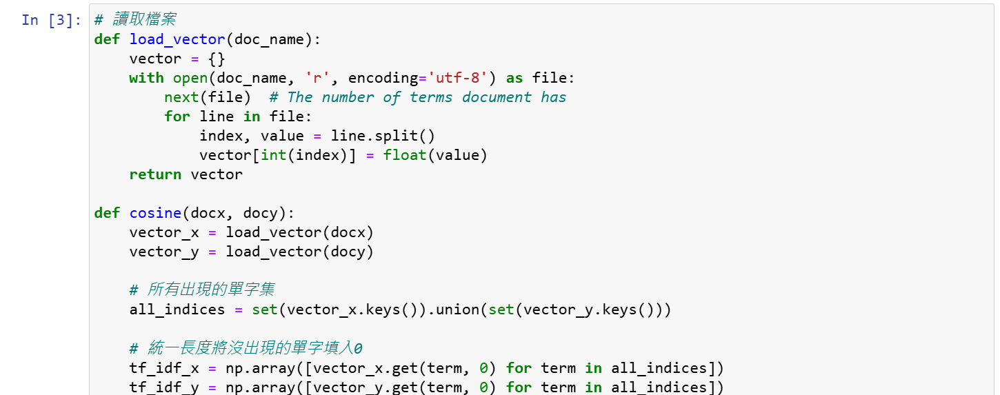 In [3]: # 讀取檔案
def load_vector(doc_name):
    vector = {}
    with open(doc_name, 'r', encoding='utf-8') as file:
        next(file)  # The number of terms document has
        for line in file:
            index, value = line.split()
            vector[int(index)] = float(value)
    return vector

def cosine(docx, docy):
    vector_x = load_vector(docx)
    vector_y = load_vector(docy)

    # 所有出現的單字集
    all_indices = set(vector_x.keys()).union(set(vector_y.keys()))

    # 統一長度將沒出現的單字填入0
    tf_idf_x = np.array([vector_x.get(term, 0) for term in all_indices])
    tf_idf_y = np.array([vector_y.get(term, 0) for term in all_indices])